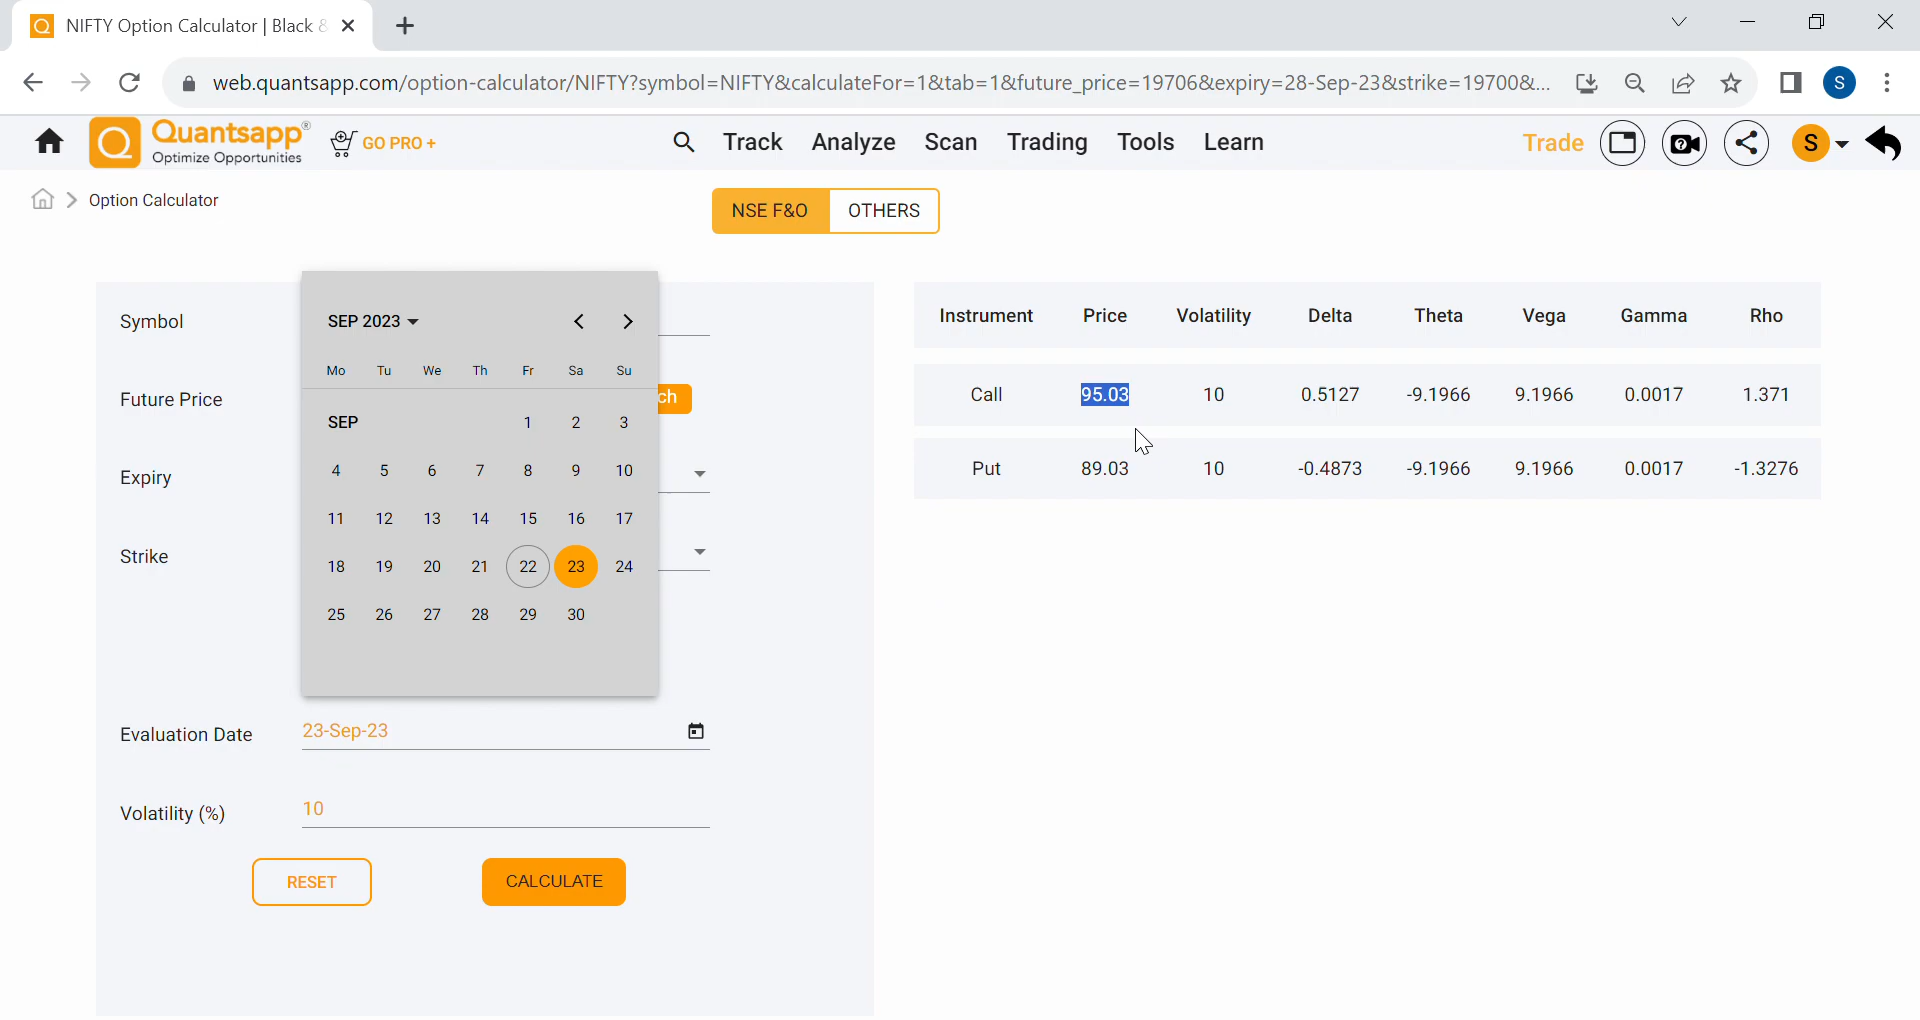 NIFTY Option Calculator | Black &
web.quantsapp.com/option-calculator/NIFTY?symbol=NIFTY&calculateFor=1&tab=1&future_price=19706&expiry=28-Sep-23&strike=19700&...
S
Quantsapp®
Optimize Opportunities
GO PRO +
Track Analyze Scan Trading Tools Learn
Trade
S
Option Calculator
NSE F&O OTHERS
Symbol
Future Price
ch
Expiry
Strike
SEP 2023
Mo Tu We Th Fr Sa Su
SEP 1 2 3
4 5 6 7 8 9 10
11 12 13 14 15 16 17
18 19 20 21 22 23 24
25 26 27 28 29 30
Evaluation Date 23-Sep-23
Volatility (%) 10
RESET CALCULATE
Instrument Price Volatility Delta Theta Vega Gamma Rho
Call 95.03 10 0.5127 -9.1966 9.1966 0.0017 1.371
Put 89.03 10 -0.4873 -9.1966 9.1966 0.0017 -1.3276